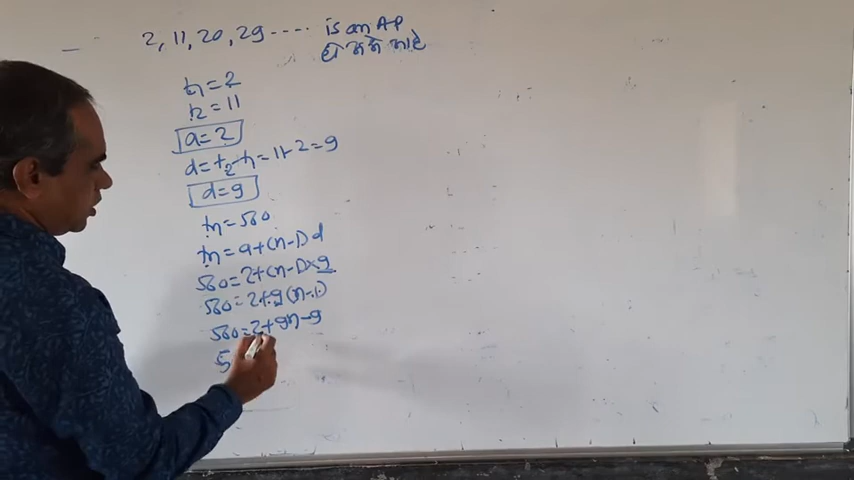 2, 11, 20, 29 ····· is an AP
t₁ = 2
t₂ = 11
a = 2
d = t₂ - t₁ = 11 - 2 = 9
d = 9
tn = 560
tn = a + (n-1) d
560 = 2 + (n-1) × 9
560 = 2 + 9 (n-1)
560 = 2 + 9n - 9
5